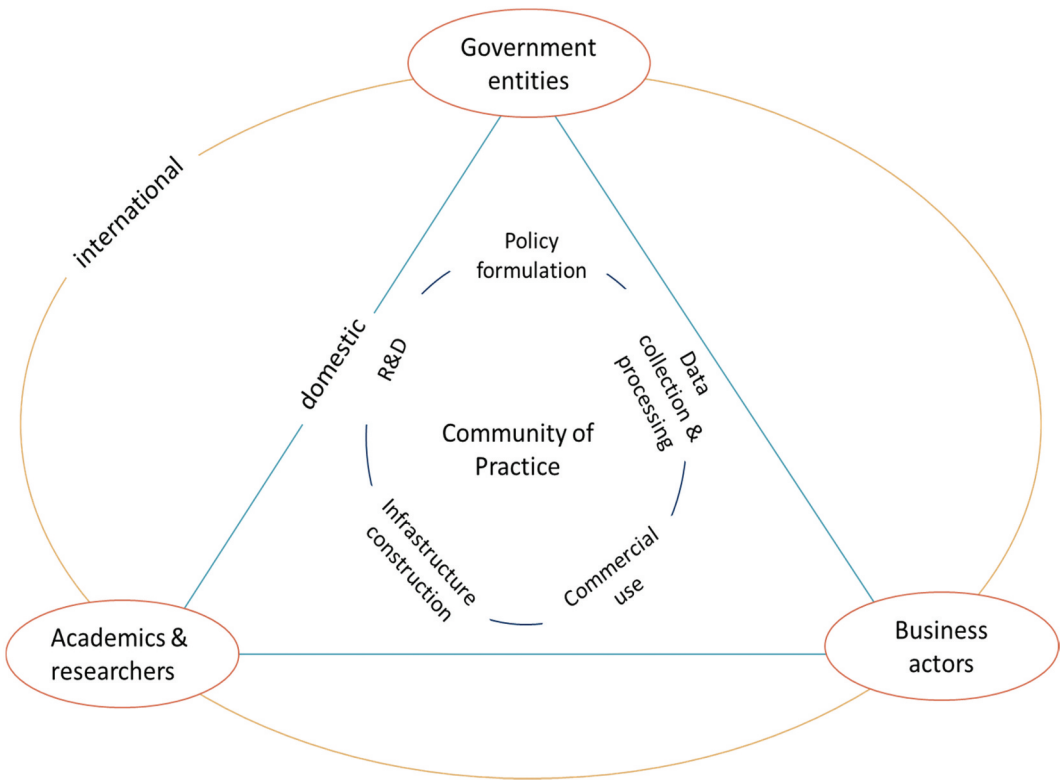 Government
entities
international
domestic
Policy
formulation
R&D
Data
collection &
processing
Community of
Practice
Infrastructure
construction
Commercial
use
Academics &
researchers
Business
actors